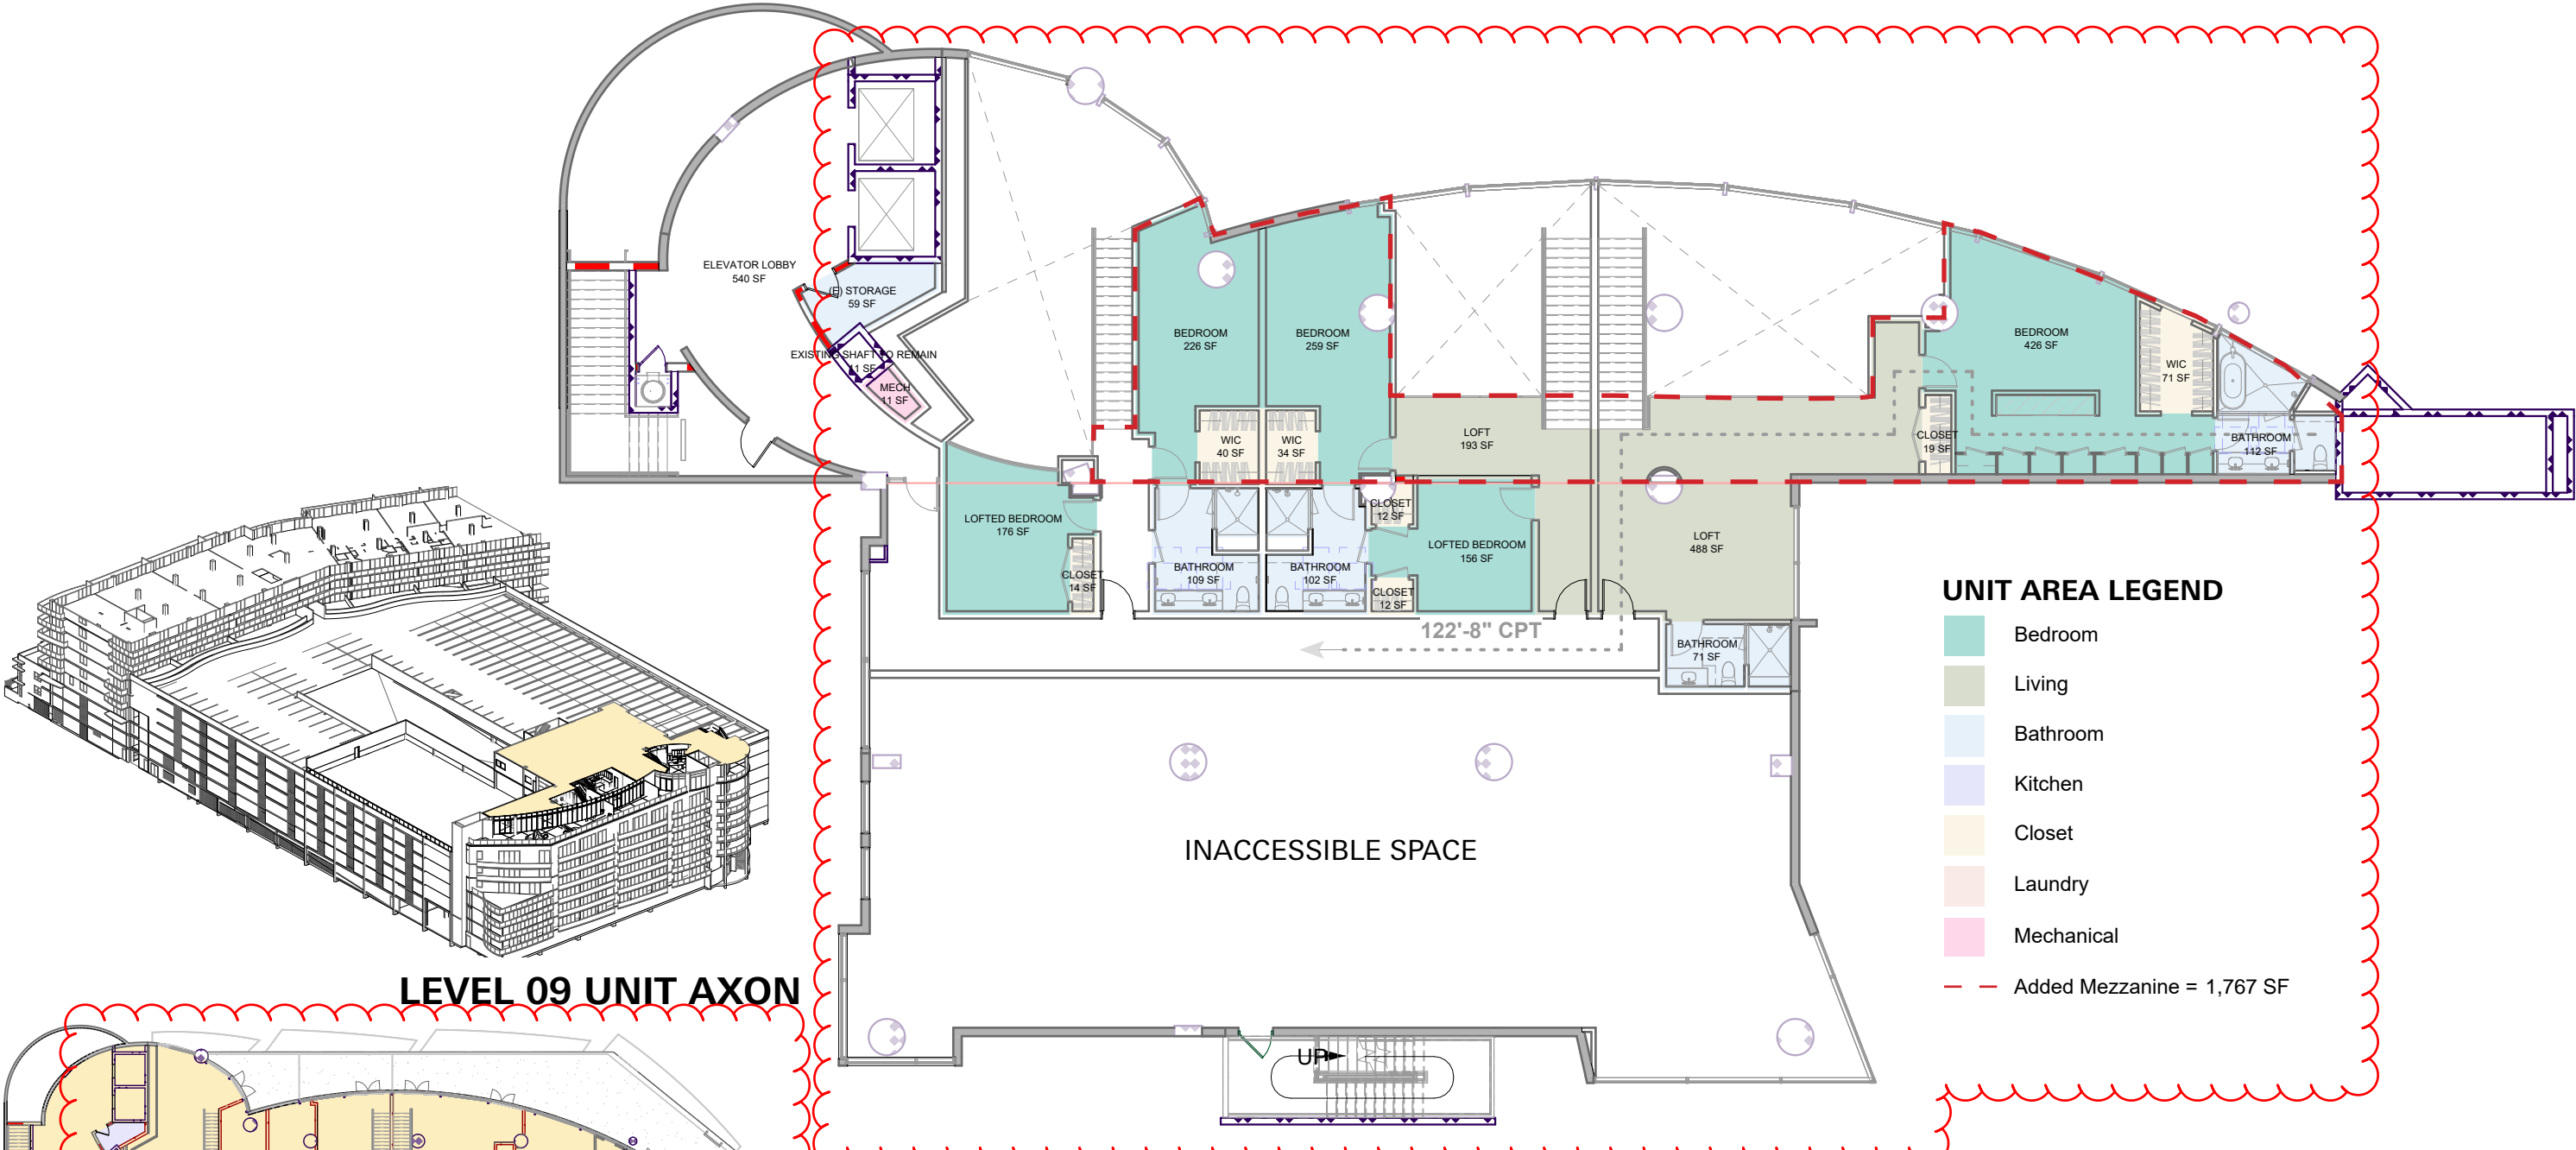 ELEVATOR LOBBY
540 SF
(E) STORAGE
59 SF
EXISTING SHAFT TO REMAIN
11 SF
MECH
11 SF
BEDROOM
226 SF
BEDROOM
259 SF
BEDROOM
426 SF
WIC
71 SF
WIC
40 SF
WIC
34 SF
LOFT
193 SF
CLOSET
19 SF
BATHROOM
112 SF
LOFTED BEDROOM
176 SF
CLOSET
14 SF
BATHROOM
109 SF
BATHROOM
102 SF
CLOSET
12 SF
LOFTED BEDROOM
156 SF
CLOSET
12 SF
LOFT
488 SF
122'-8" CPT
BATHROOM
71 SF
INACCESSIBLE SPACE
UP
LEVEL 09 UNIT AXON
UNIT AREA LEGEND
Bedroom
Living
Bathroom
Kitchen
Closet
Laundry
Mechanical
Added Mezzanine = 1,767 SF